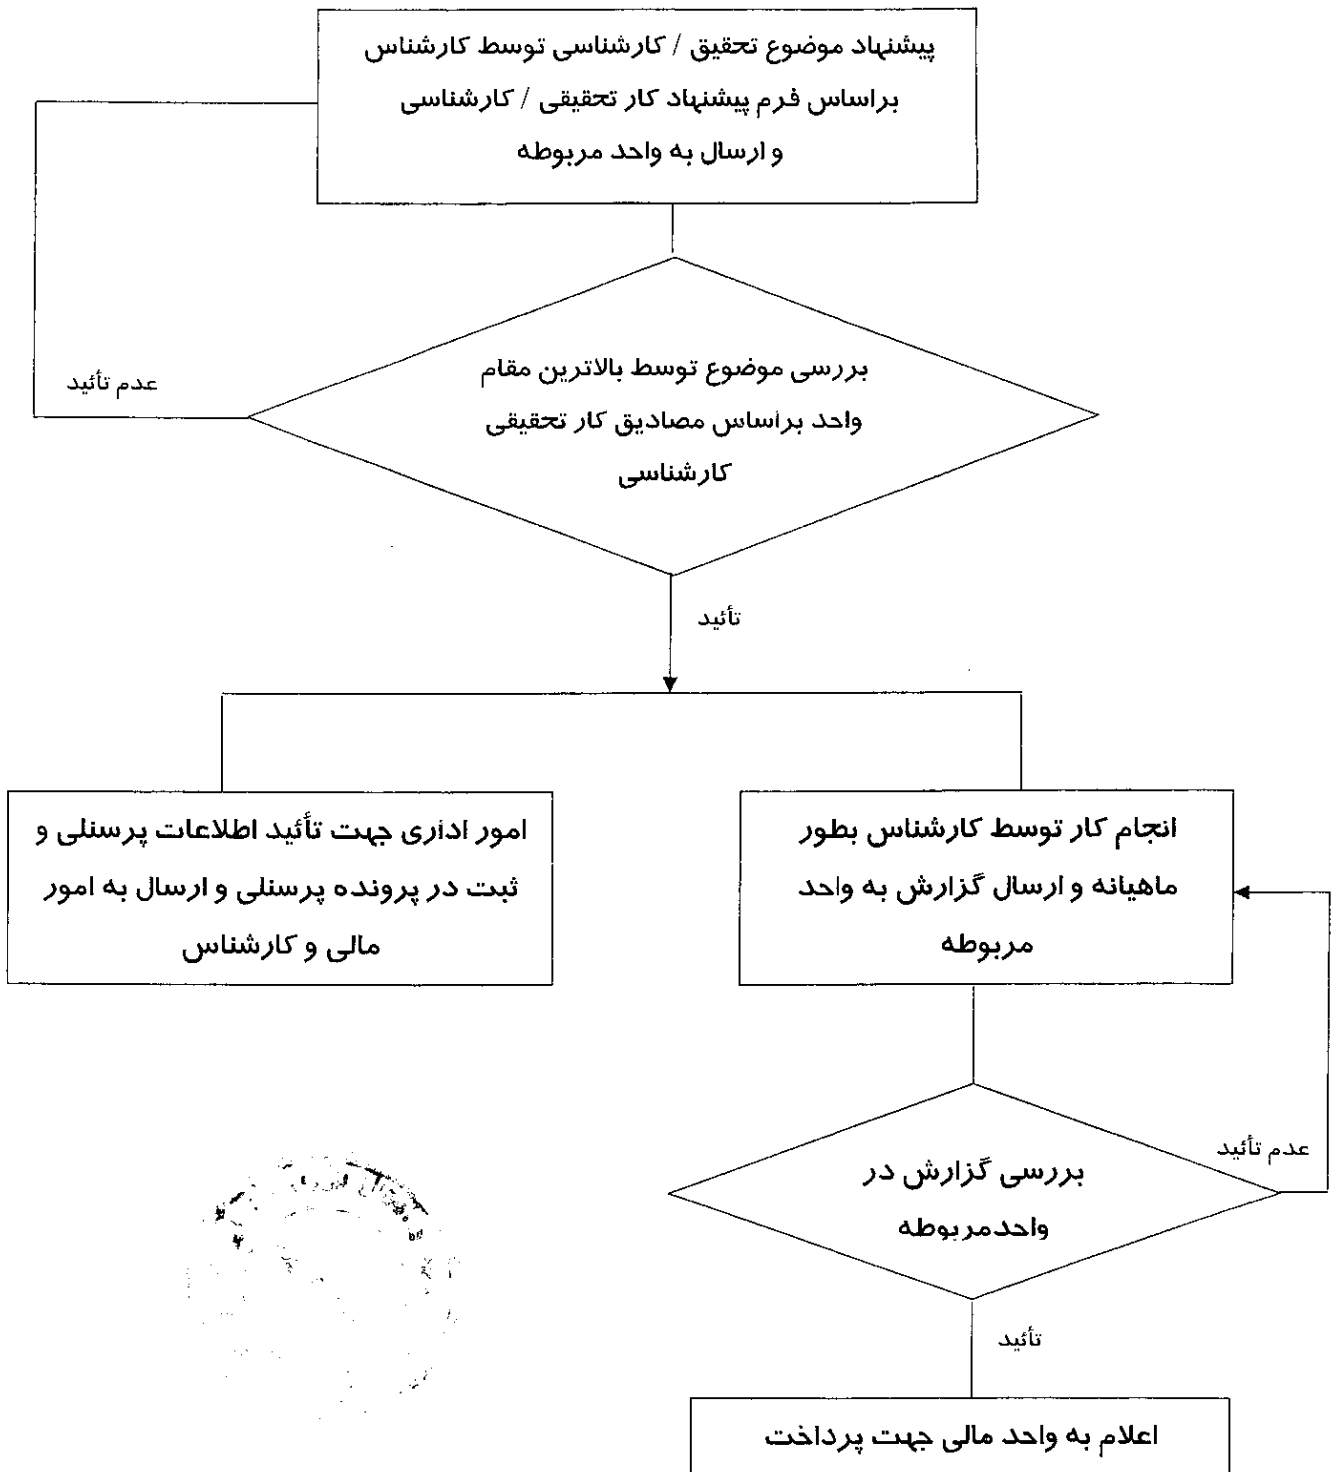 پیشنهاد موضوع تحقیق / کارشناسی توسط کارشناس
براساس فرم پیشنهاد کار تحقیقی / کارشناسی
و ارسال به واحد مربوطه
بررسی موضوع توسط بالاترین مقام
واحد براساس مصادیق کار تحقیقی
کارشناسی
عدم تأئید
تأئید
انجام کار توسط کارشناس بطور
ماهیانه و ارسال گزارش به واحد
مربوطه
امور اداری جهت تأئید اطلاعات پرسنلی و
ثبت در پرونده پرسنلی و ارسال به امور
مالی و کارشناس
بررسی گزارش در
واحدمربوطه
عدم تأئید
تأئید
اعلام به واحد مالی جهت پرداخت